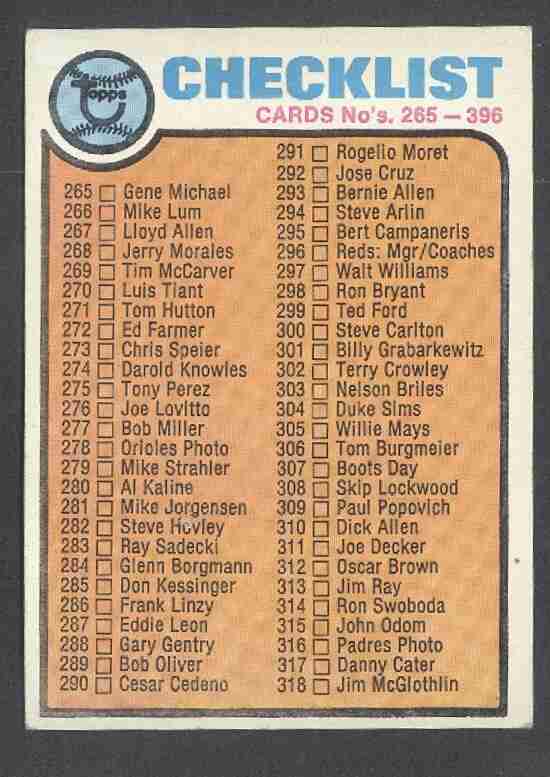 Topps
CHECKLIST
CARDS No's. 265 – 396
265 Gene Michael
266 Mike Lum
267 Lloyd Allen
268 Jerry Morales
269 Tim McCarver
270 Luis Tiant
271 Tom Hutton
272 Ed Farmer
273 Chris Speier
274 Darold Knowles
275 Tony Perez
276 Joe Lovitto
277 Bob Miller
278 Orioles Photo
279 Mike Strahler
280 Al Kaline
281 Mike Jorgensen
282 Steve Hovley
283 Ray Sadecki
284 Glenn Borgmann
285 Don Kessinger
286 Frank Linzy
287 Eddie Leon
288 Gary Gentry
289 Bob Oliver
290 Cesar Cedeno
291 Rogelio Moret
292 Jose Cruz
293 Bernie Allen
294 Steve Arlin
295 Bert Campaneris
296 Reds: Mgr/Coaches
297 Walt Williams
298 Ron Bryant
299 Ted Ford
300 Steve Carlton
301 Billy Grabarkewitz
302 Terry Crowley
303 Nelson Briles
304 Duke Sims
305 Willie Mays
306 Tom Burgmeier
307 Boots Day
308 Skip Lockwood
309 Paul Popovich
310 Dick Allen
311 Joe Decker
312 Oscar Brown
313 Jim Ray
314 Ron Swoboda
315 John Odom
316 Padres Photo
317 Danny Cater
318 Jim McGlothlin